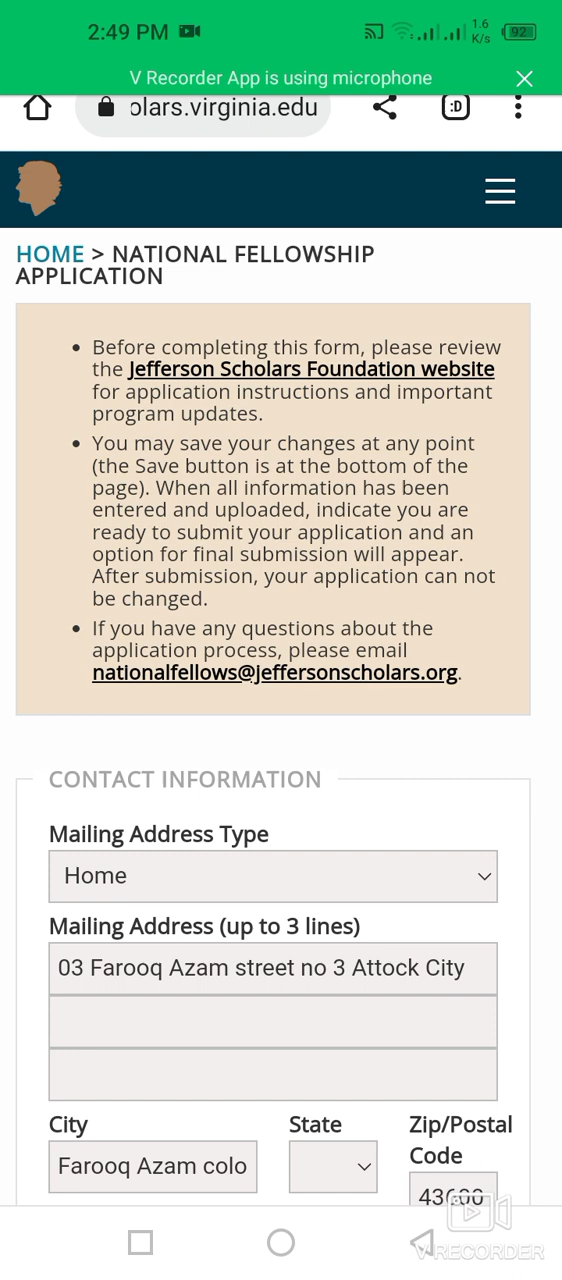 2:49 PM
1.6
K/s
92
V Recorder App is using microphone
olars.virginia.edu
:D
HOME > NATIONAL FELLOWSHIP
APPLICATION
• Before completing this form, please review
the Jefferson Scholars Foundation website
for application instructions and important
program updates.
• You may save your changes at any point
(the Save button is at the bottom of the
page). When all information has been
entered and uploaded, indicate you are
ready to submit your application and an
option for final submission will appear.
After submission, your application can not
be changed.
• If you have any questions about the
application process, please email
nationalfellows@jeffersonscholars.org.
CONTACT INFORMATION
Mailing Address Type
Home
Mailing Address (up to 3 lines)
03 Farooq Azam street no 3 Attock City
City
State
Zip/Postal
Code
Farooq Azam colo
43600
VRECORDER